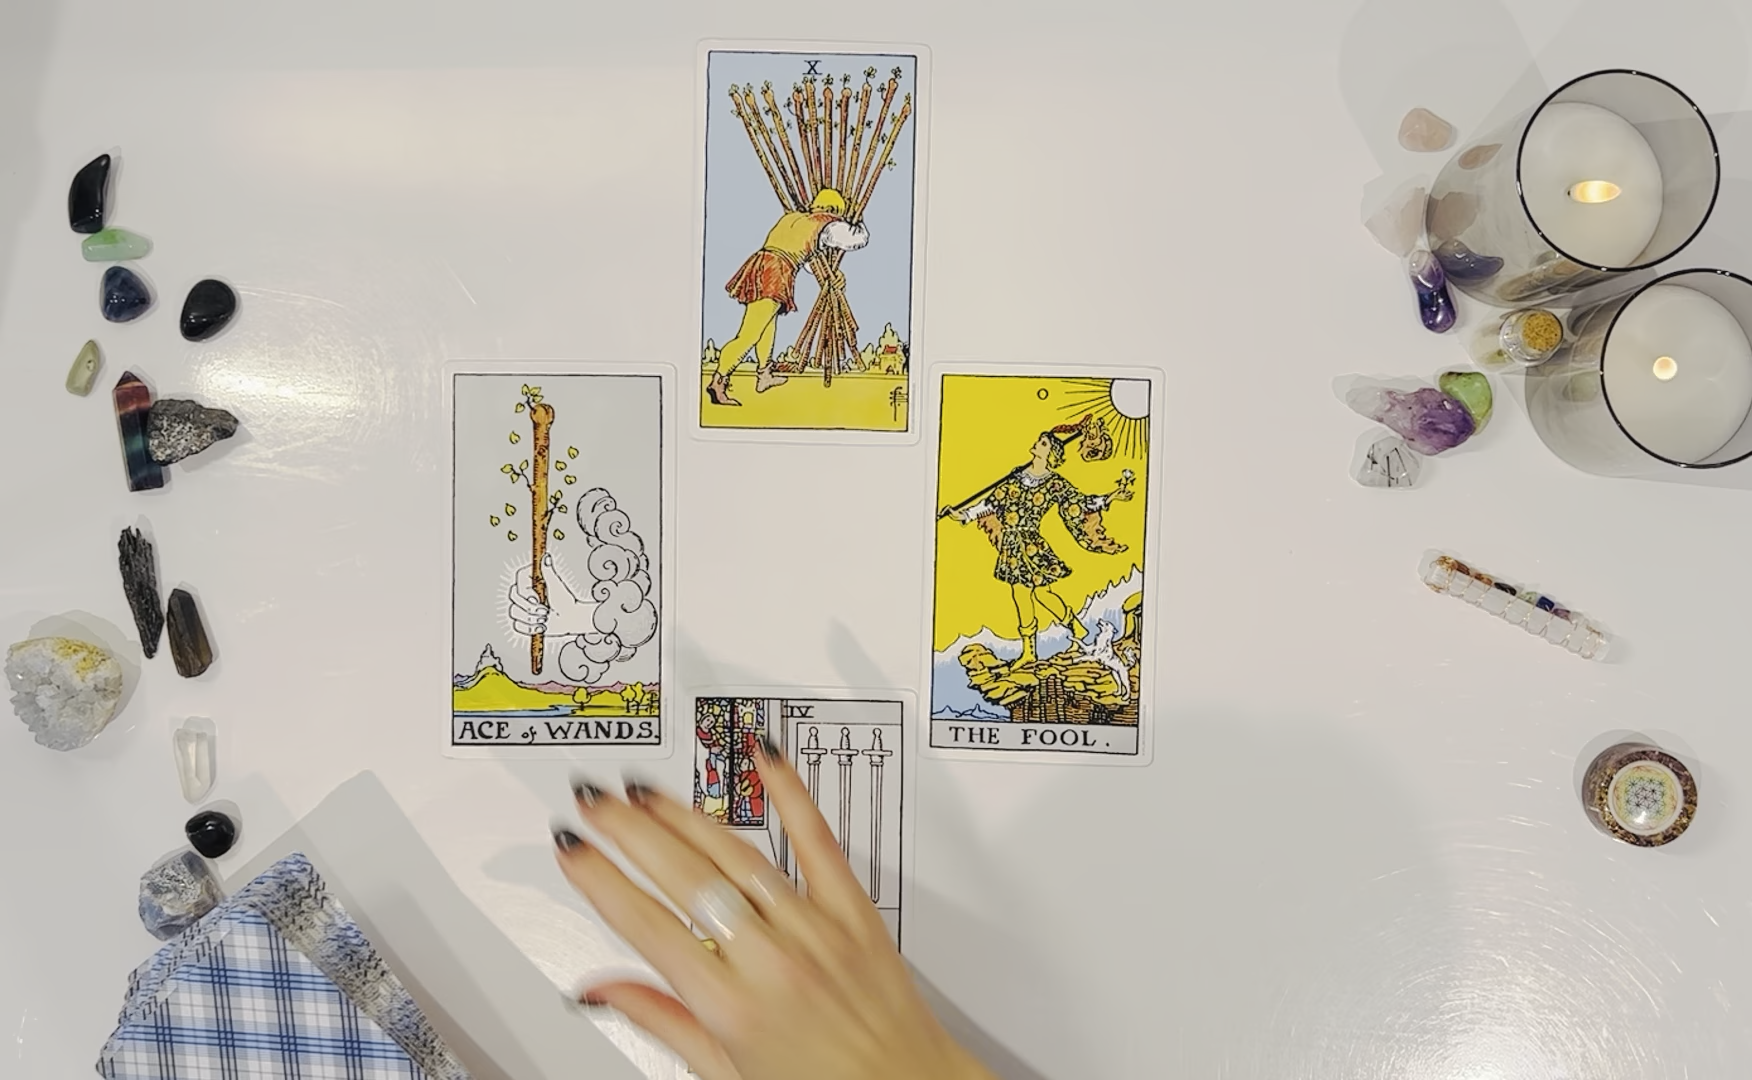 X
O
ACE of WANDS.
THE FOOL.
IV